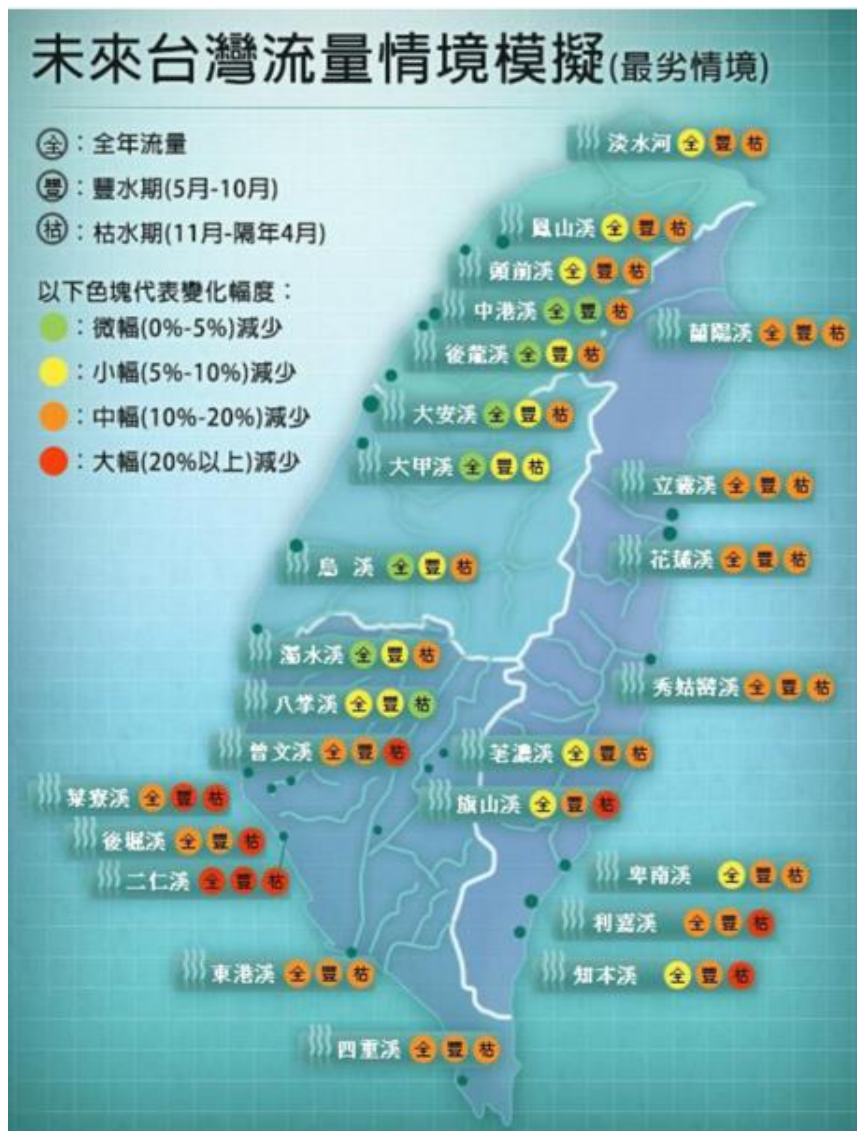 未來台灣流量情境模擬(最劣情境)
全：全年流量
豐：豐水期(5月-10月)
枯：枯水期(11月-隔年4月)
以下色塊代表變化幅度：
：微幅(0%-5%)減少
：小幅(5%-10%)減少
：中幅(10%-20%)減少
：大幅(20%以上)減少
淡水河 全 豐 枯
鳳山溪 全 豐 枯
頭前溪 全 豐 枯
中港溪 全 豐 枯
蘭陽溪 全 豐 枯
後龍溪 全 豐 枯
大安溪 全 豐 枯
大甲溪 全 豐 枯
立霧溪 全 豐 枯
花蓮溪 全 豐 枯
烏 溪 全 豐 枯
濁水溪 全 豐 枯
秀姑巒溪 全 豐 枯
八掌溪 全 豐 枯
曾文溪 全 豐 枯
荖濃溪 全 豐 枯
菜寮溪 全 豐 枯
旗山溪 全 豐 枯
後堀溪 全 豐 枯
二仁溪 全 豐 枯
卑南溪 全 豐 枯
利嘉溪 全 豐 枯
東港溪 全 豐 枯
知本溪 全 豐 枯
四重溪 全 豐 枯